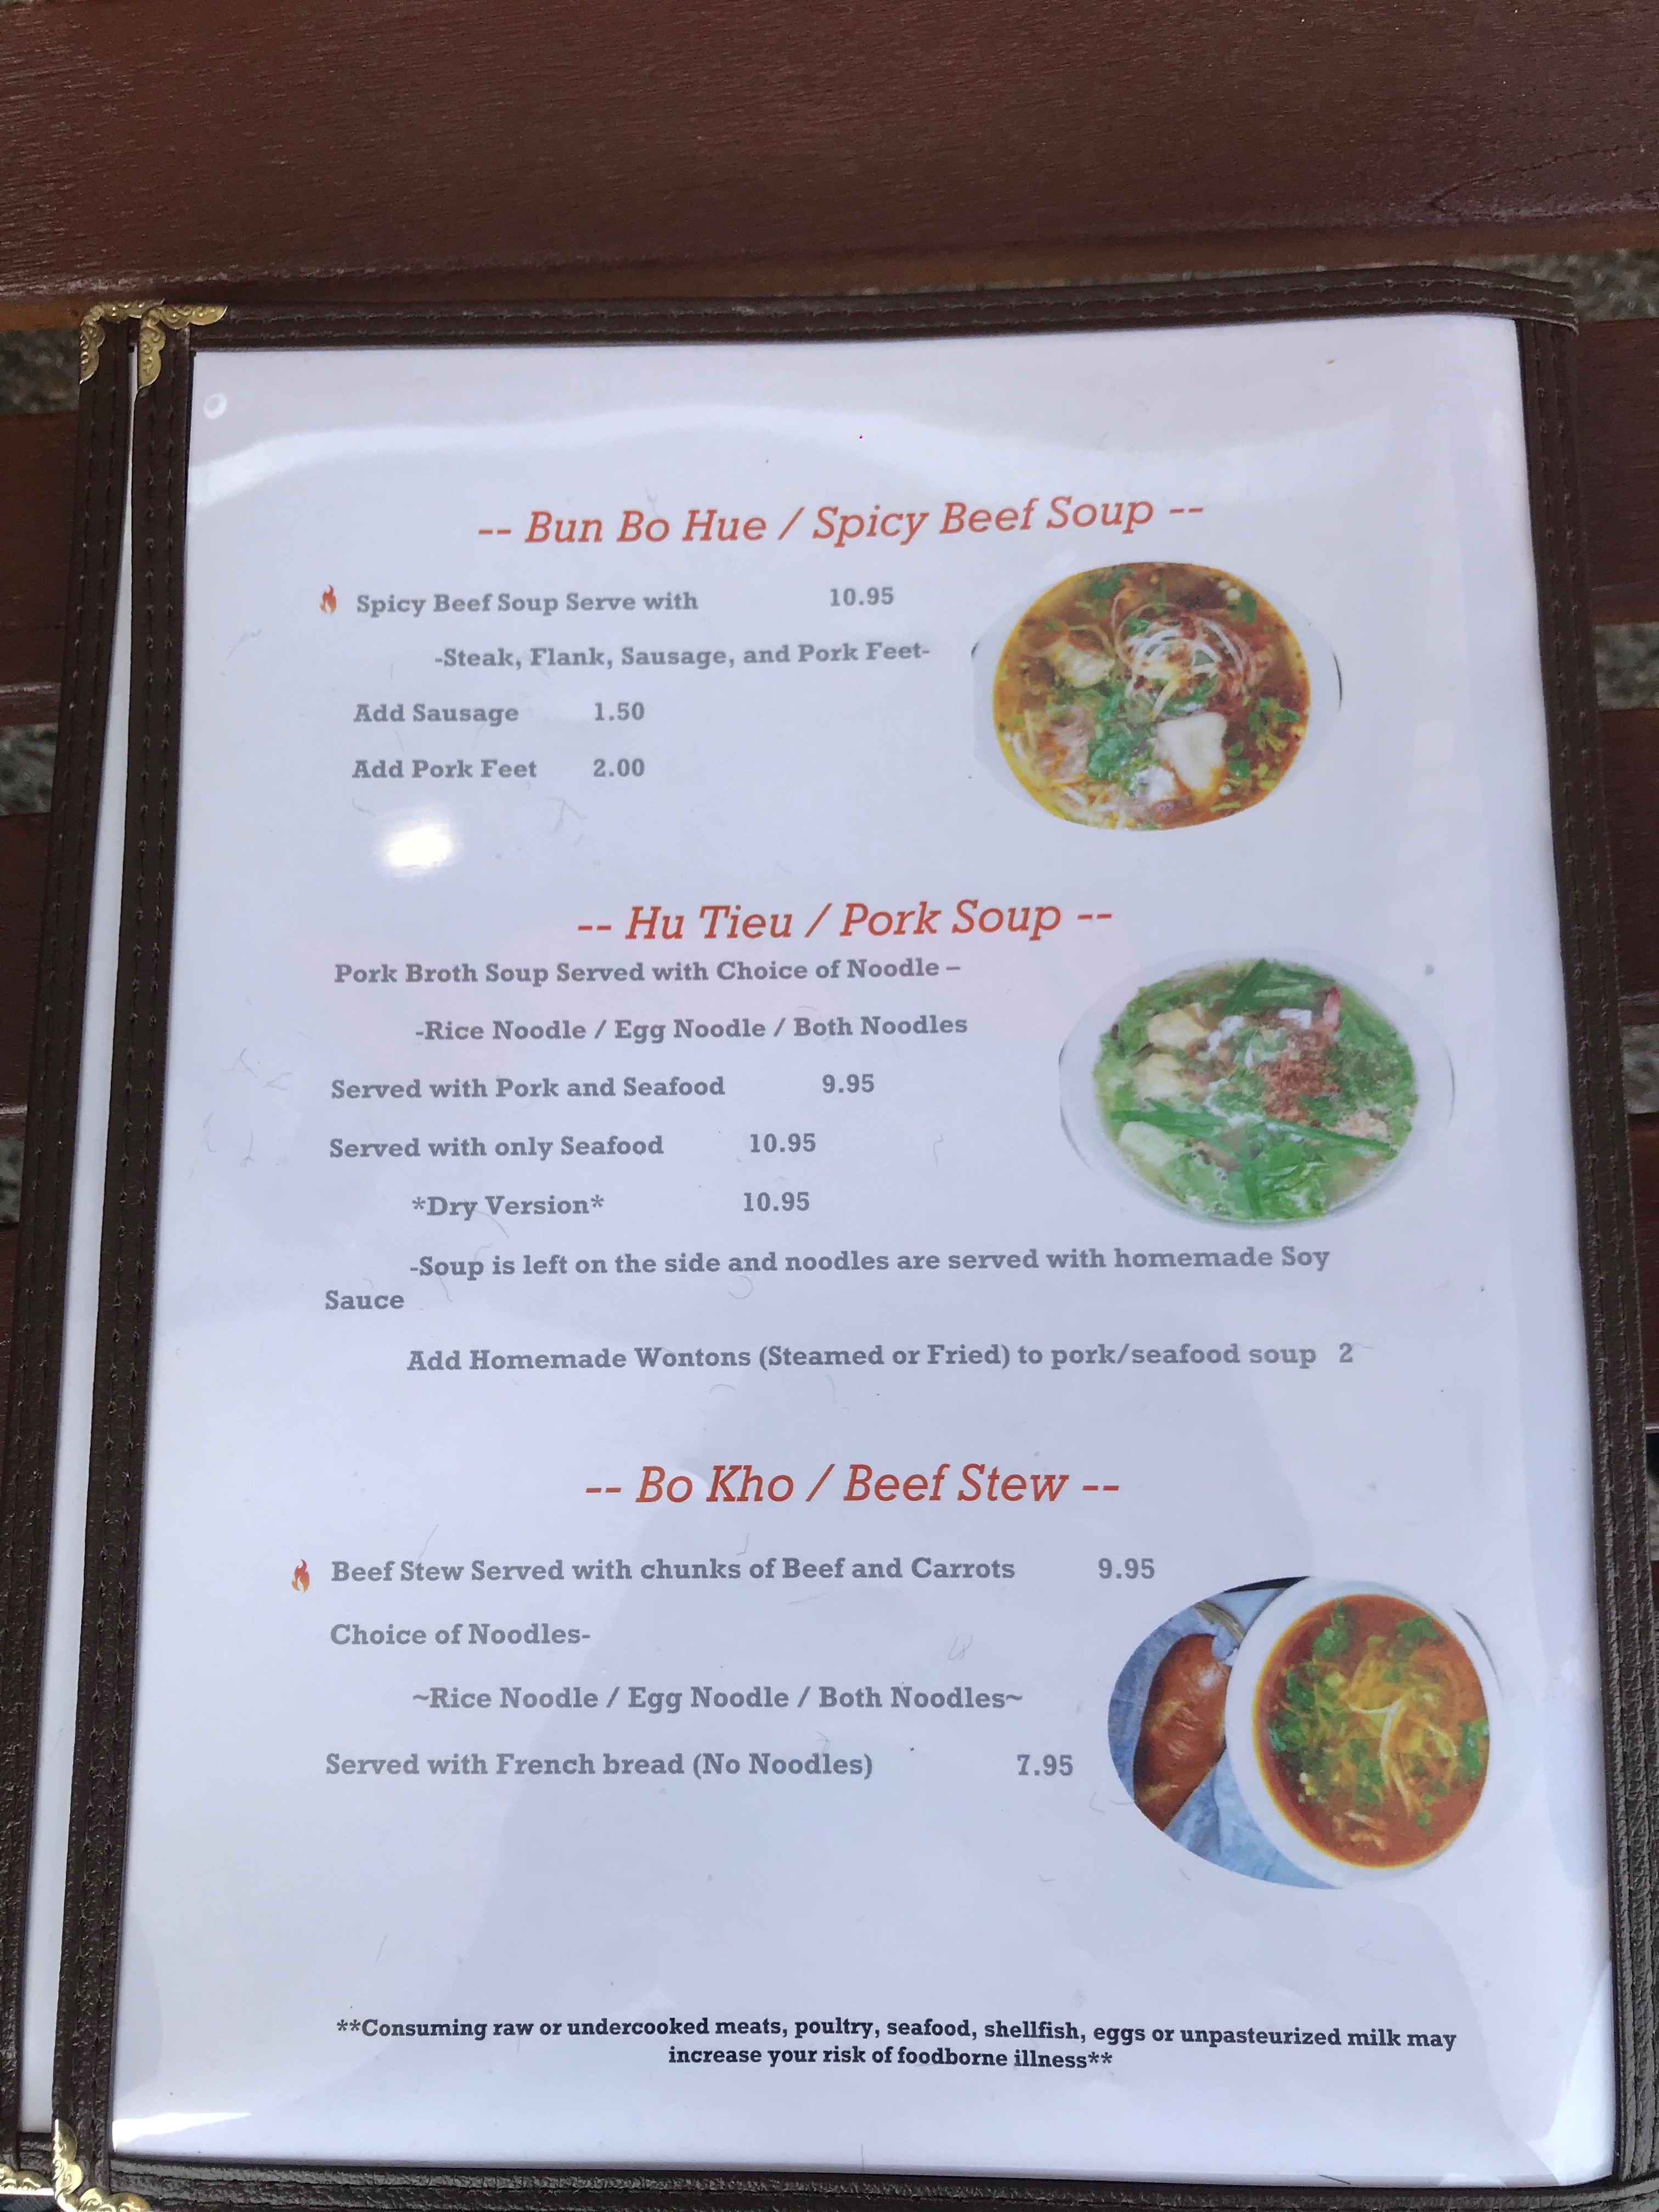 -- Bun Bo Hue / Spicy Beef Soup --
Spicy Beef Soup Serve with 10.95
-Steak, Flank, Sausage, and Pork Feet-
Add Sausage 1.50
Add Pork Feet 2.00
-- Hu Tieu / Pork Soup --
Pork Broth Soup Served with Choice of Noodle –
-Rice Noodle / Egg Noodle / Both Noodles
Served with Pork and Seafood 9.95
Served with only Seafood 10.95
*Dry Version* 10.95
-Soup is left on the side and noodles are served with homemade Soy
Sauce
Add Homemade Wontons (Steamed or Fried) to pork/seafood soup 2
-- Bo Kho / Beef Stew --
Beef Stew Served with chunks of Beef and Carrots 9.95
Choice of Noodles-
~Rice Noodle / Egg Noodle / Both Noodles~
Served with French bread (No Noodles) 7.95
**Consuming raw or undercooked meats, poultry, seafood, shellfish, eggs or unpasteurized milk may
increase your risk of foodborne illness**